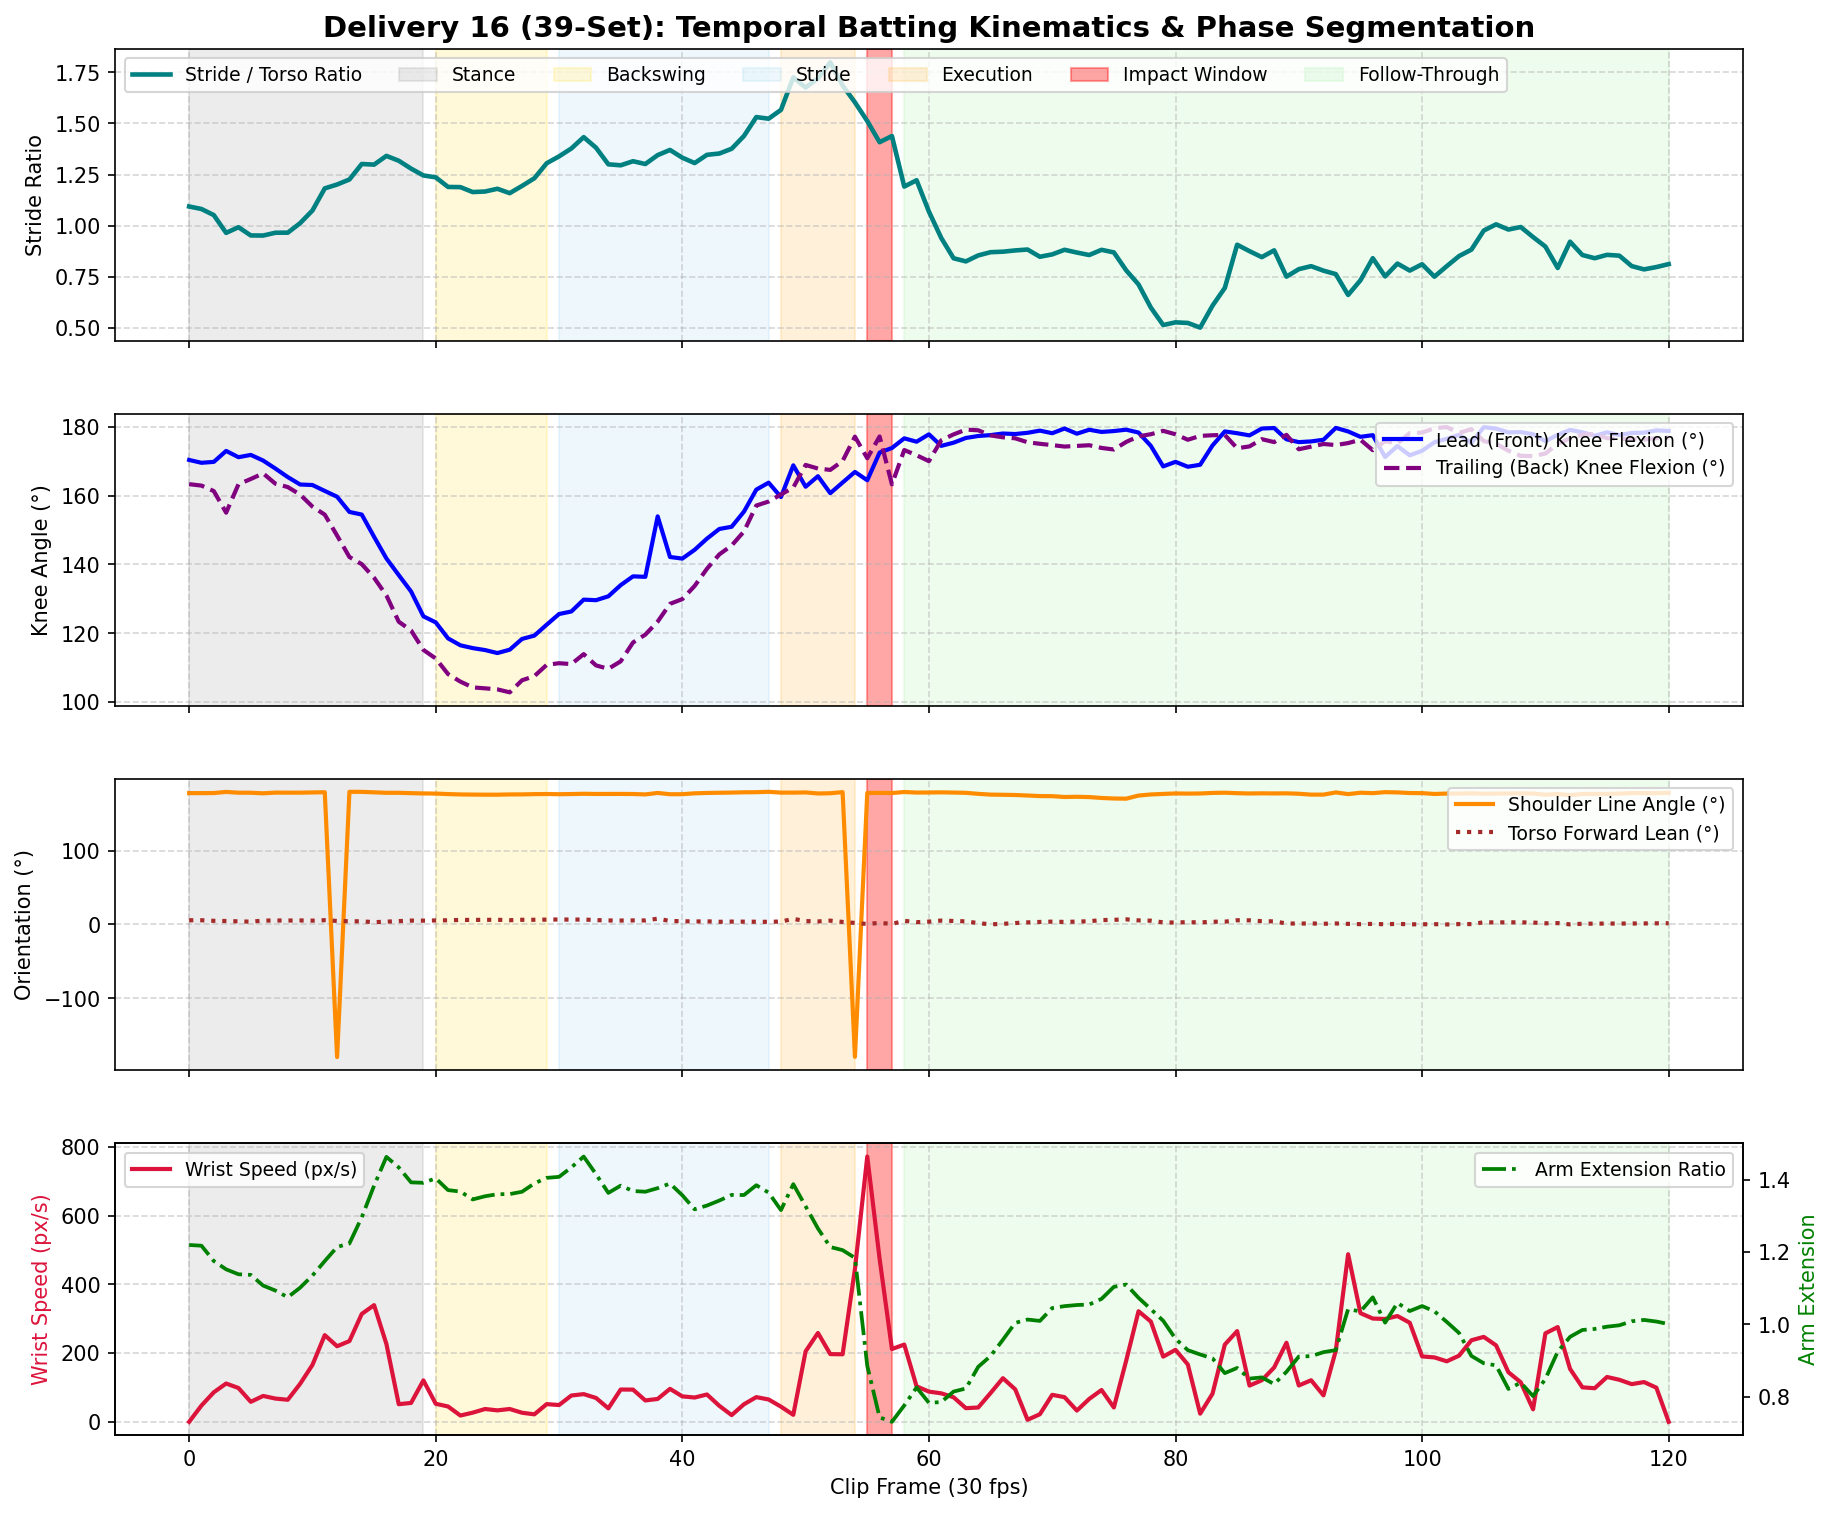 Delivery 16 (39-Set): Temporal Batting Kinematics & Phase Segmentation
Stride / Torso Ratio Stance Backswing Stride Execution Impact Window Follow-Through
Stride Ratio
1.75
1.50
1.25
1.00
0.75
0.50
Knee Angle (°)
180
160
140
120
100
Lead (Front) Knee Flexion (°)
Trailing (Back) Knee Flexion (°)
Orientation (°)
100
0
−100
Shoulder Line Angle (°)
Torso Forward Lean (°)
Wrist Speed (px/s)
800
600
400
200
0
Wrist Speed (px/s)
Arm Extension Ratio
1.4
1.2
1.0
0.8
Arm Extension
0 20 40 60 80 100 120
Clip Frame (30 fps)